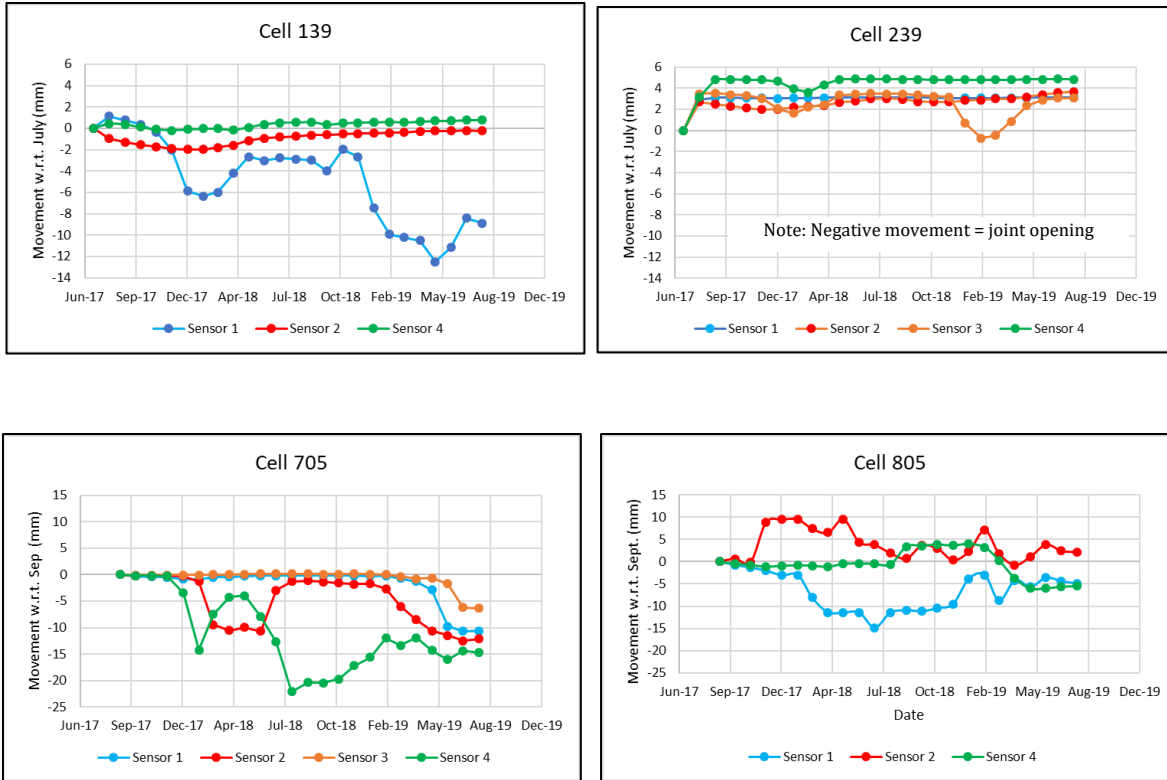 Cell 139
Movement w.r.t. July (mm)
6
4
2
0
-2
-4
-6
-8
-10
-12
-14
Jun-17 Sep-17 Dec-17 Apr-18 Jul-18 Oct-18 Feb-19 May-19 Aug-19 Dec-19
Sensor 1 Sensor 2 Sensor 4
Cell 239
Movement w.r.t July (mm)
6
4
2
0
-2
-4
-6
-8
-10
-12
-14
Note: Negative movement = joint opening
Jun-17 Sep-17 Dec-17 Apr-18 Jul-18 Oct-18 Feb-19 May-19 Aug-19 Dec-19
Sensor 1 Sensor 2 Sensor 3 Sensor 4
Cell 705
Movement w.r.t. Sep (mm)
15
10
5
0
-5
-10
-15
-20
-25
Jun-17 Sep-17 Dec-17 Apr-18 Jul-18 Oct-18 Feb-19 May-19 Aug-19 Dec-19
Sensor 1 Sensor 2 Sensor 3 Sensor 4
Cell 805
Movement w.r.t. Sept. (mm)
15
10
5
0
-5
-10
-15
-20
-25
Jun-17 Sep-17 Dec-17 Apr-18 Jul-18 Oct-18 Feb-19 May-19 Aug-19 Dec-19
Date
Sensor 1 Sensor 2 Sensor 4